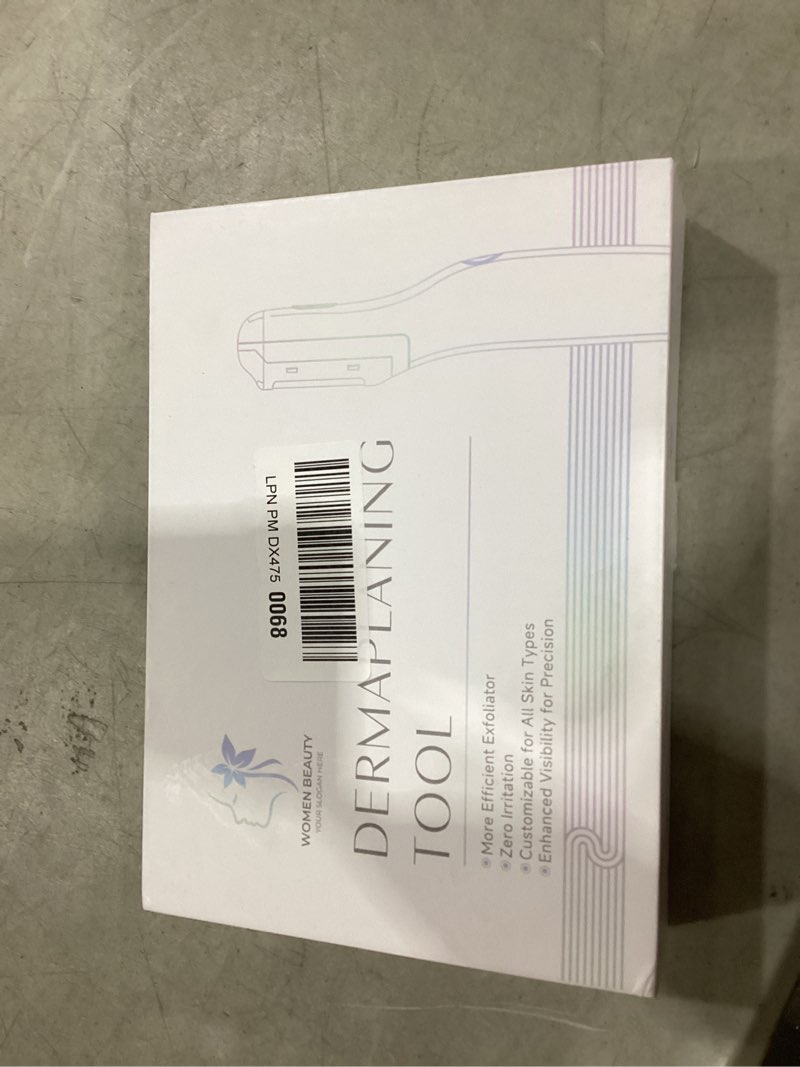 WOMEN BEAUTY
YOUR SLOGAN HERE
LPN PM DX475 0068
DERMAPLANING
TOOL
More Efficient Exfoliator
Zero Irritation
Customizable for All Skin Types
Enhanced Visibility for Precision